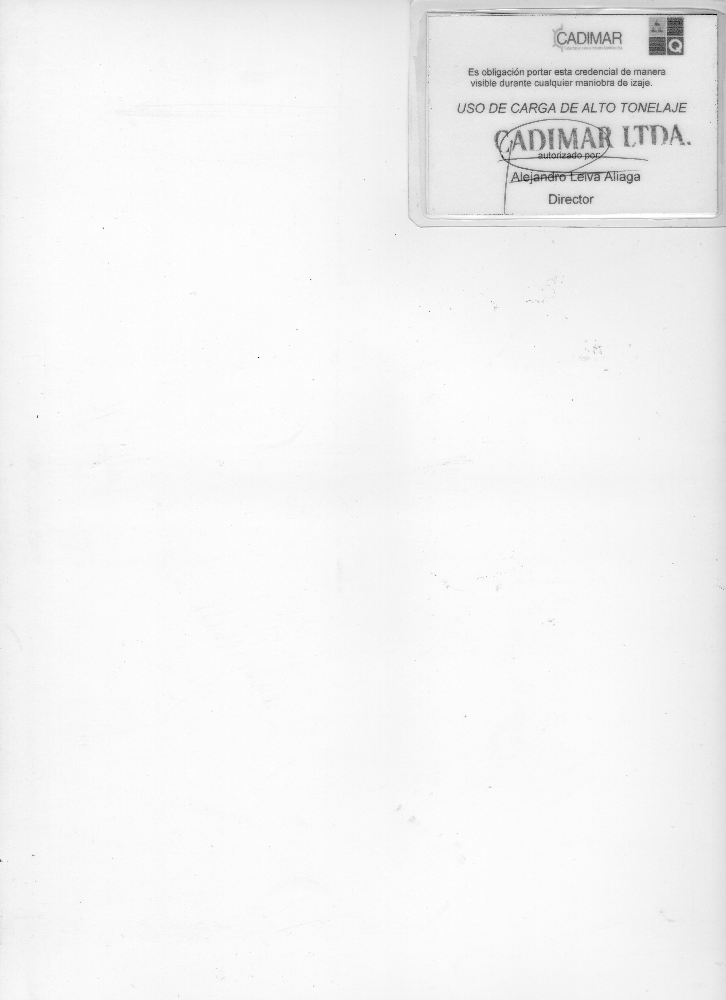 CADIMAR
Capacitación para la Industria Marítima Ltda
Q
Es obligación portar esta credencial de manera
visible durante cualquier maniobra de izaje.
USO DE CARGA DE ALTO TONELAJE
CADIMAR LTDA.
autorizado por:
Alejandro Leiva Aliaga
Director